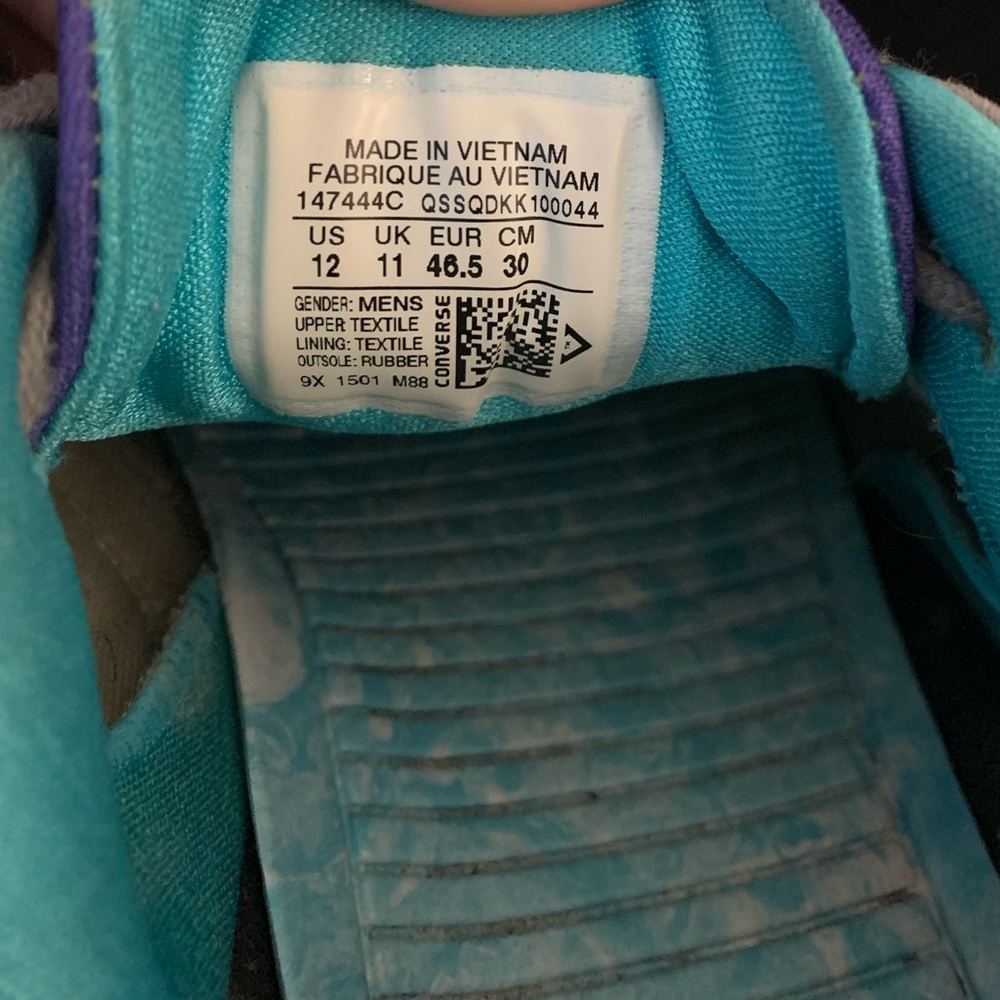 MADE IN VIETNAM
FABRIQUE AU VIETNAM
147444C QSSQDKK100044
US UK EUR CM
12 11 46.5 30
GENDER: MENS
UPPER TEXTILE
LINING: TEXTILE
OUTSOLE: RUBBER
9X 1501 M88
CONVERSE